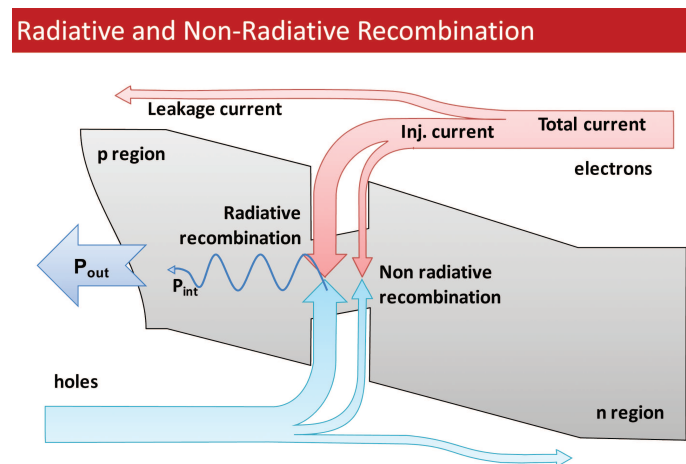 Radiative and Non-Radiative Recombination
Leakage current
Inj. current
Total current
electrons
p region
Radiative
recombination
Pout
Pint
Non radiative
recombination
holes
n region